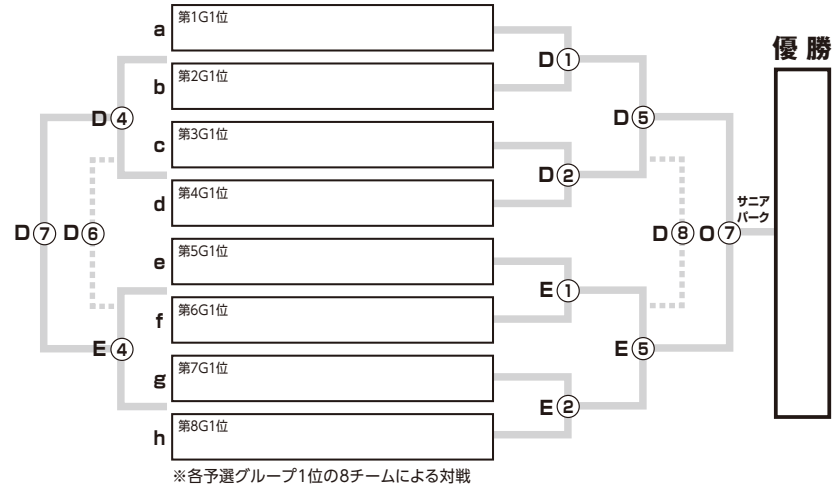 a 第1G1位
D①
優勝
b 第2G1位
D④
D⑤
c 第3G1位
D②
d 第4G1位
サニア
パーク
D⑦ D⑥
D⑧ O⑦
e 第5G1位
E①
f 第6G1位
E④
E⑤
g 第7G1位
E②
h 第8G1位
※各予選グループ1位の8チームによる対戦